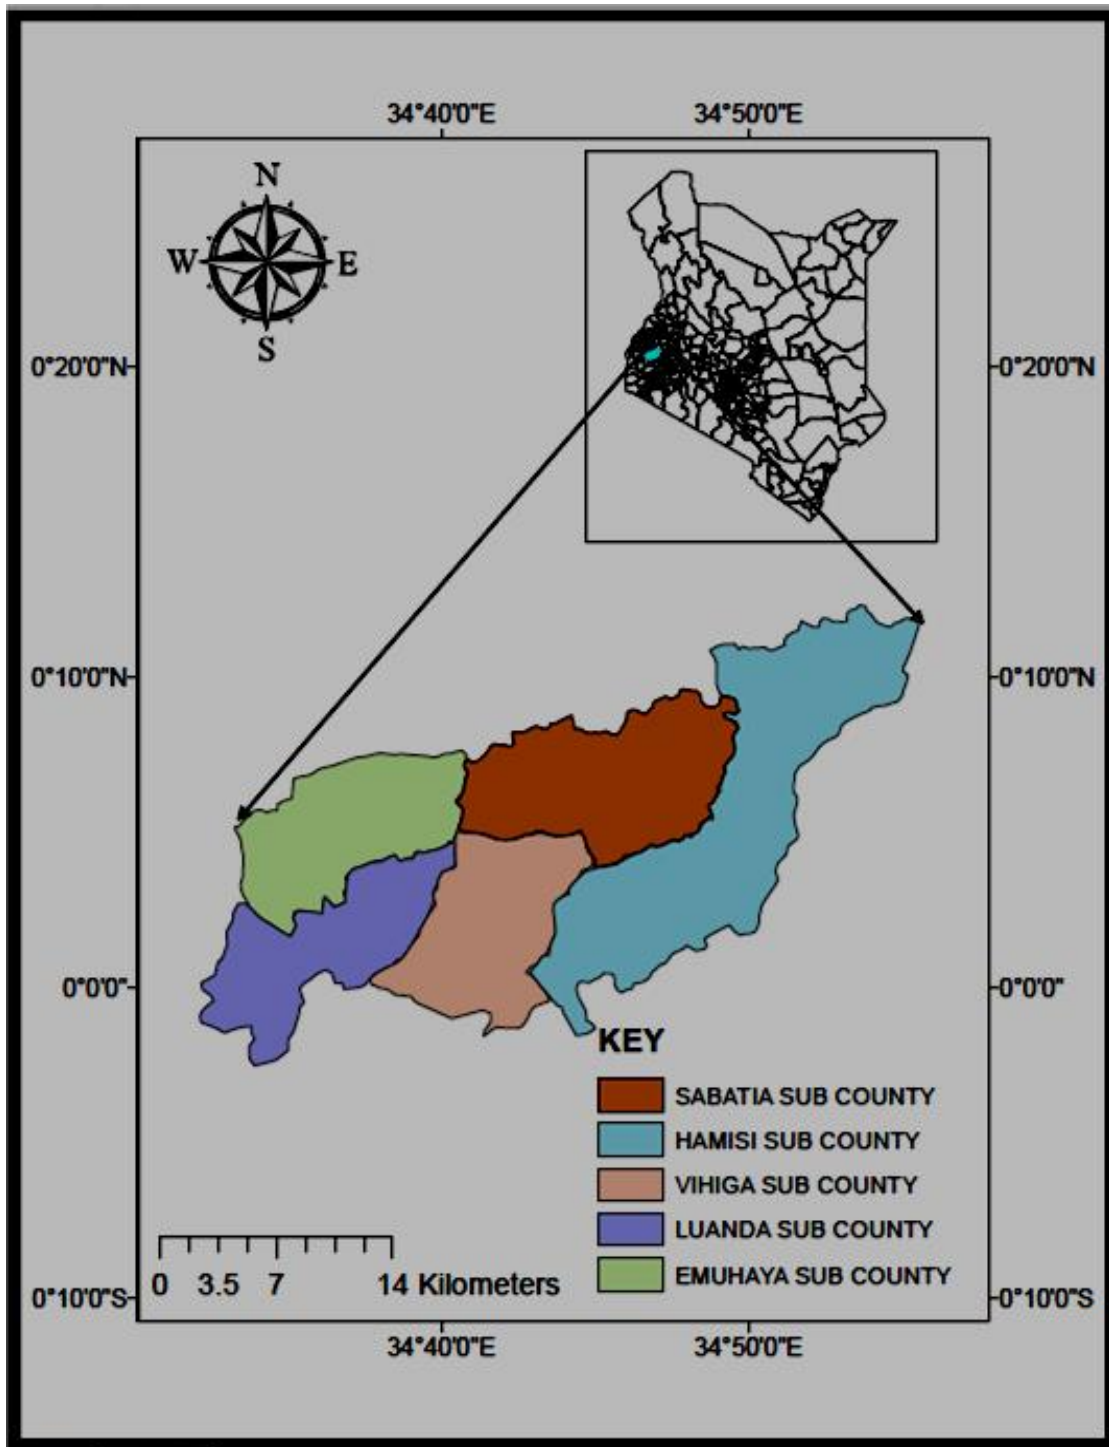 34°40'0"E 34°50'0"E
N
W E
S
0°20'0"N 0°20'0"N
0°10'0"N 0°10'0"N
0°0'0" 0°0'0"
KEY
SABATIA SUB COUNTY
HAMISI SUB COUNTY
VIHIGA SUB COUNTY
LUANDA SUB COUNTY
EMUHAYA SUB COUNTY
0 3.5 7 14 Kilometers
0°10'0"S 0°10'0"S
34°40'0"E 34°50'0"E